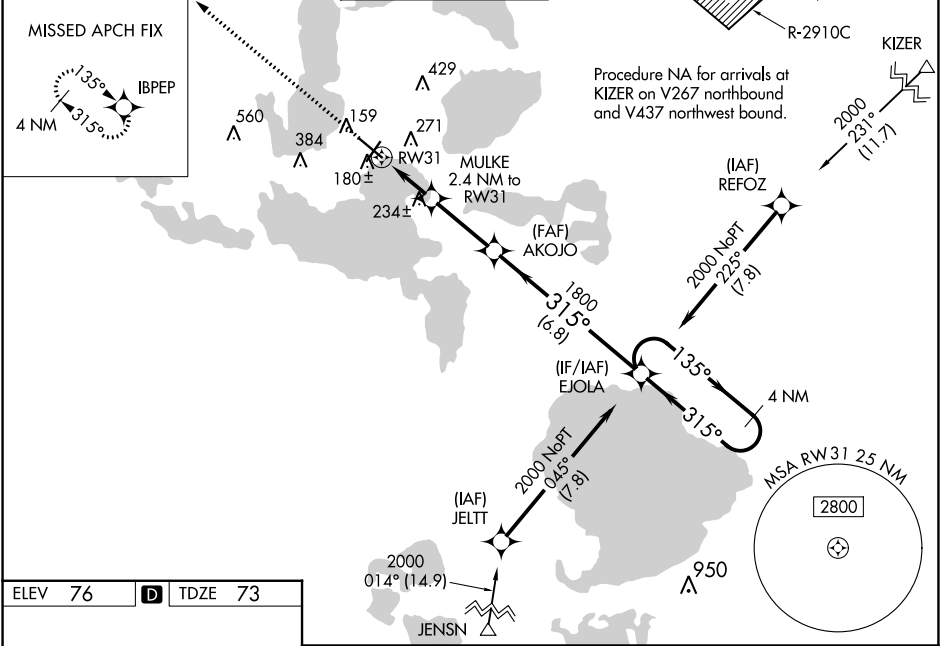 MISSED APCH FIX
135°
IBPEP
4 NM
315°
R-2910C
KIZER
Procedure NA for arrivals at
KIZER on V267 northbound
and V437 northwest bound.
2000
231°
(11.7)
429
560
159
384
271
RW31
180±
MULKE
2.4 NM to
RW31
234±
(IAF)
REFOZ
(FAF)
AKOJO
2000 NoPT
225°
(7.8)
1800
315°
(6.8)
(IF/IAF)
EJOLA
135°
4 NM
315°
2000 NoPT
045°
(7.8)
MSA RW31 25 NM
2800
(IAF)
JELTT
2000
014° (14.9)
950
JENSN
ELEV 76 D TDZE 73